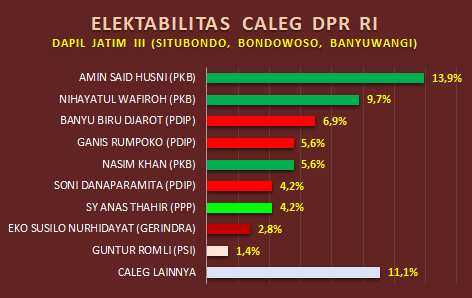 ELEKTABILITAS CALEG DPR RI
DAPIL JATIM III (SITUBONDO, BONDOWOSO, BANYUWANGI)
AMIN SAID HUSNI (PKB) 13,9%
NIHAYATUL WAFIROH (PKB) 9,7%
BANYU BIRU DJAROT (PDIP) 6,9%
GANIS RUMPOKO (PDIP) 5,6%
NASIM KHAN (PKB) 5,6%
SONI DANAPARAMITA (PDIP) 4,2%
SY ANAS THAHIR (PPP) 4,2%
EKO SUSILO NURHIDAYAT (GERINDRA) 2,8%
GUNTUR ROMLI (PSI) 1,4%
CALEG LAINNYA 11,1%